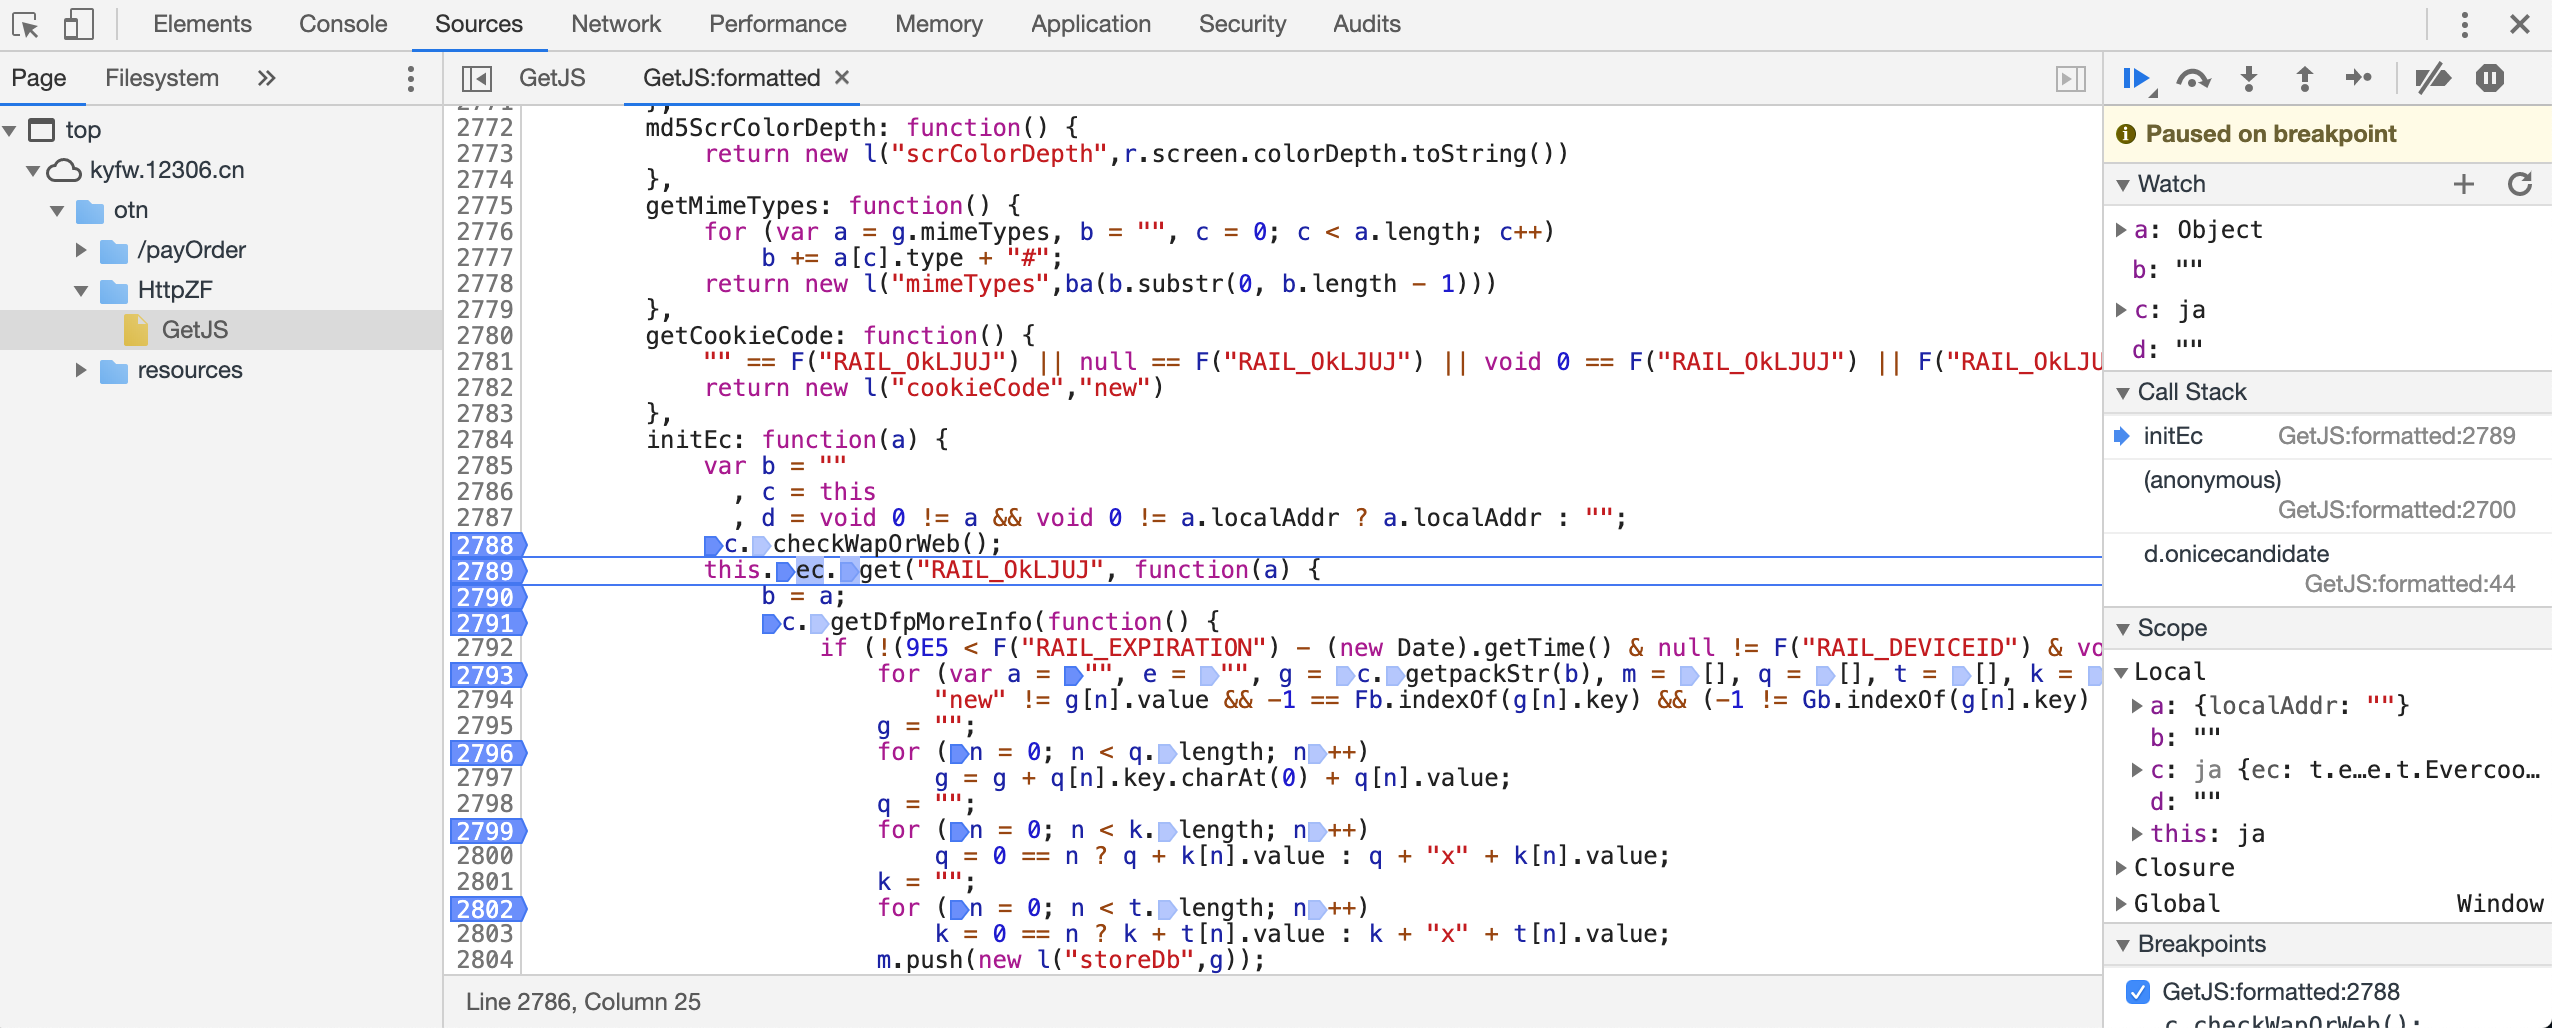 Elements Console Sources Network Performance Memory Application Security Audits
Page Filesystem »
top
kyfw.12306.cn
otn
/payOrder
HttpZF
GetJS
resources
GetJS GetJS:formatted ×
2771 },
2772 md5ScrColorDepth: function() {
2773 return new l("scrColorDepth",r.screen.colorDepth.toString())
2774 },
2775 getMimeTypes: function() {
2776 for (var a = g.mimeTypes, b = "", c = 0; c < a.length; c++)
2777 b += a[c].type + "#";
2778 return new l("mimeTypes",ba(b.substr(0, b.length - 1)))
2779 },
2780 getCookieCode: function() {
2781 "" == F("RAIL_OkLJUJ") || null == F("RAIL_OkLJUJ") || void 0 == F("RAIL_OkLJUJ") || F("RAIL_OkLJU
2782 return new l("cookieCode","new")
2783 },
2784 initEc: function(a) {
2785 var b = ""
2786 , c = this
2787 , d = void 0 != a && void 0 != a.localAddr ? a.localAddr : "";
2788 c.checkWapOrWeb();
2789 this.ec.get("RAIL_OkLJUJ", function(a) {
2790 b = a;
2791 c.getDfpMoreInfo(function() {
2792 if (!(9E5 < F("RAIL_EXPIRATION") - (new Date).getTime() & null != F("RAIL_DEVICEID") & vo
2793 for (var a = "", e = "", g = c.getpackStr(b), m = [], q = [], t = [], k =
2794 "new" != g[n].value && -1 == Fb.indexOf(g[n].key) && (-1 != Gb.indexOf(g[n].key)
2795 g = "";
2796 for (n = 0; n < q.length; n++)
2797 g = g + q[n].key.charAt(0) + q[n].value;
2798 q = "";
2799 for (n = 0; n < k.length; n++)
2800 q = 0 == n ? q + k[n].value : q + "x" + k[n].value;
2801 k = "";
2802 for (n = 0; n < t.length; n++)
2803 k = 0 == n ? k + t[n].value : k + "x" + t[n].value;
2804 m.push(new l("storeDb",g));
Line 2786, Column 25
Paused on breakpoint
Watch
a: Object
b: ""
c: ja
d: ""
Call Stack
initEc GetJS:formatted:2789
(anonymous)
GetJS:formatted:2700
d.onicecandidate
GetJS:formatted:44
Scope
Local
a: {localAddr: ""}
b: ""
c: ja {ec: t.e…e.t.Evercoo…
d: ""
this: ja
Closure
Global Window
Breakpoints
GetJS:formatted:2788
c.checkWapOrWeb();